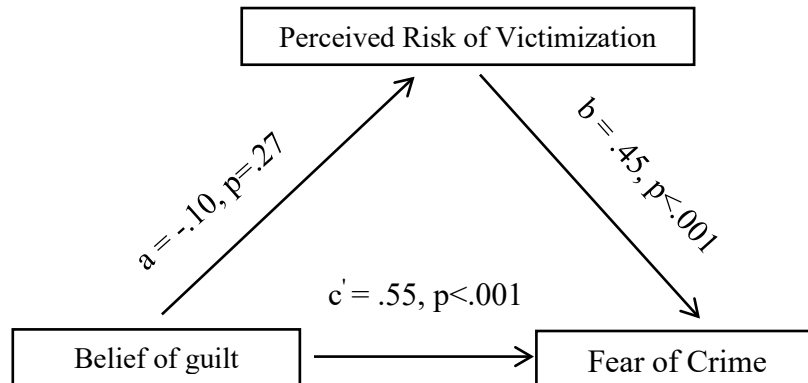 Perceived Risk of Victimization
a = -.10, p=.27
b = .45, p<.001
c' = .55, p<.001
Belief of guilt
Fear of Crime